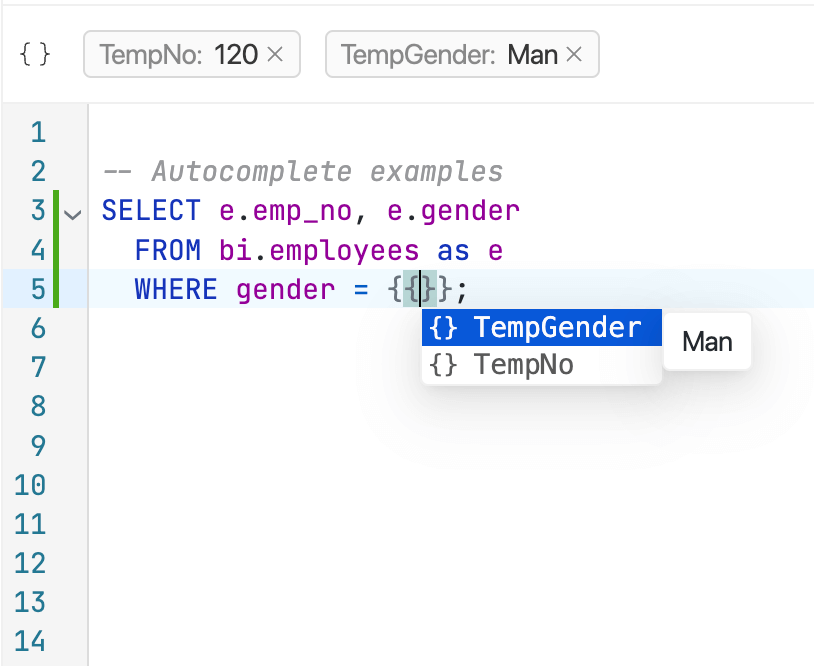 { } TempNo: 120 × TempGender: Man ×
1
2 -- Autocomplete examples
3 SELECT e.emp_no, e.gender
4 FROM bi.employees as e
5 WHERE gender = {{}};
6 {} TempGender Man
7 {} TempNo
8
9
10
11
12
13
14